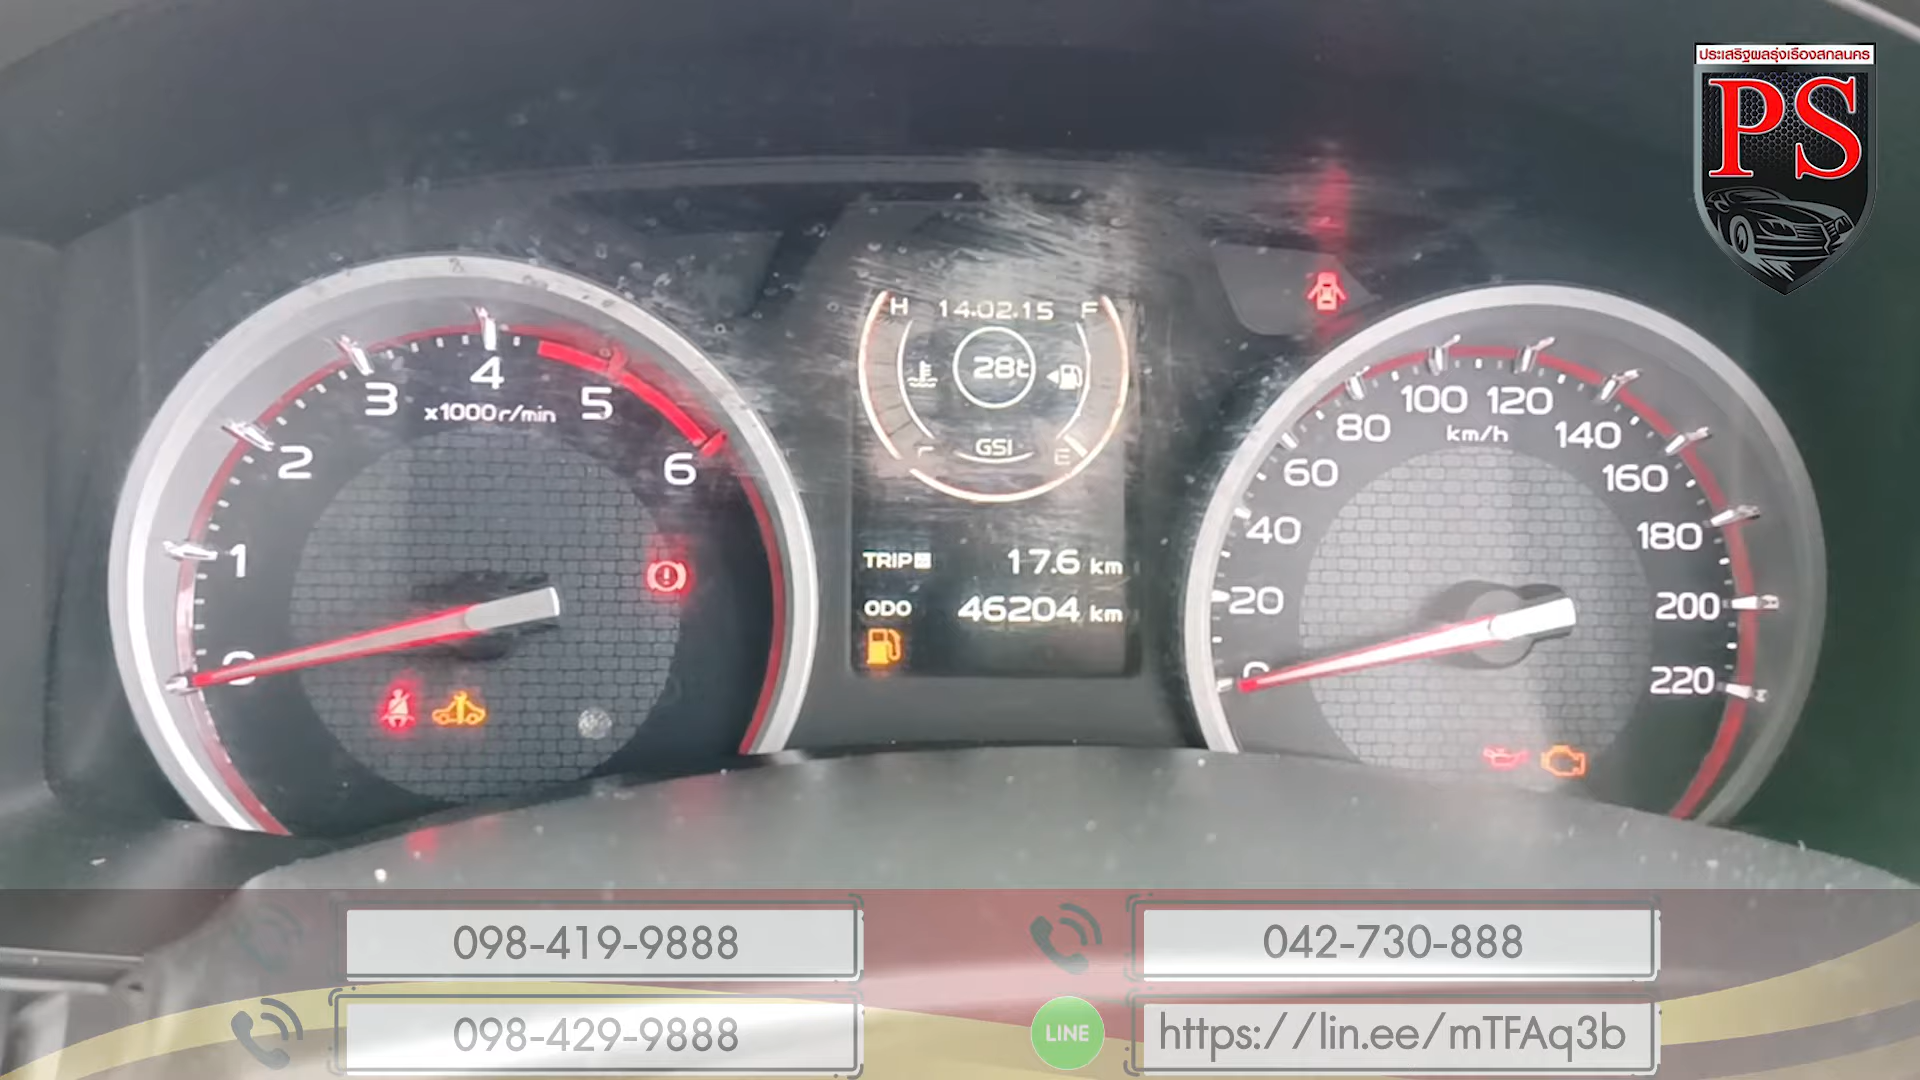 ประเสริฐผลรุ่งเรืองสกลนคร
PS
H 14:02:15 F
28t
GSI
E
0 1 2 3 4 5 6
x1000r/min
0 20 40 60 80 100 120 140 160 180 200 220
km/h
TRIP 17.6 km
ODO 46204 km
098-419-9888
042-730-888
098-429-9888
LINE
https://lin.ee/mTFAq3b